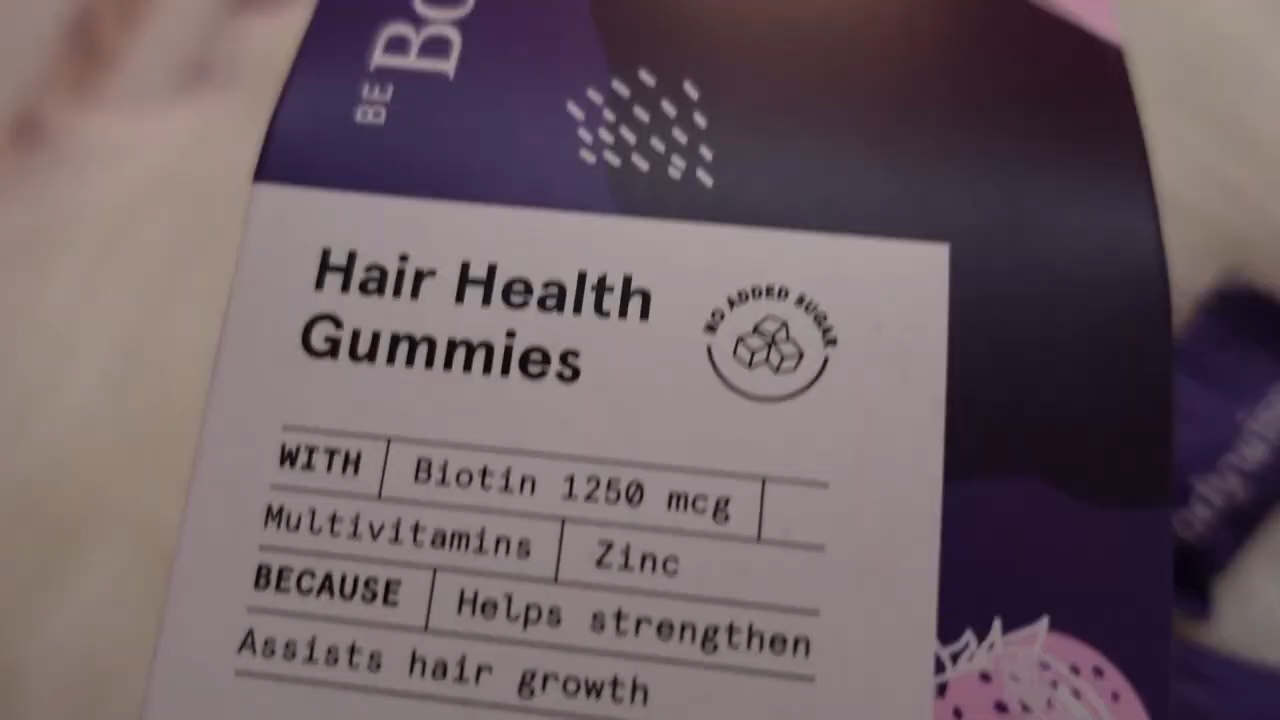 BE
Hair Health
Gummies
NO ADDED SUGAR
WITH Biotin 1250 mcg
Multivitamins Zinc
BECAUSE Helps strengthen
Assists hair growth